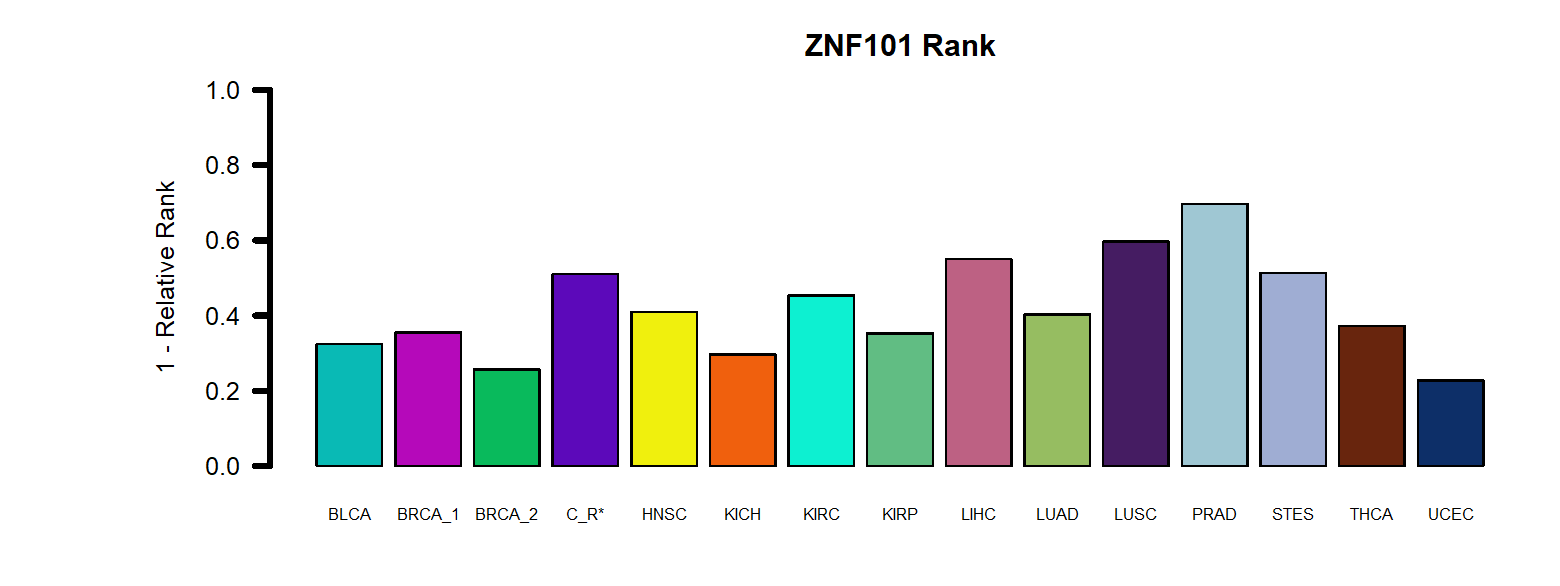 ZNF101 Rank
1 - Relative Rank
1.0
0.8
0.6
0.4
0.2
0.0
BLCA BRCA_1 BRCA_2 C_R* HNSC KICH KIRC KIRP LIHC LUAD LUSC PRAD STES THCA UCEC